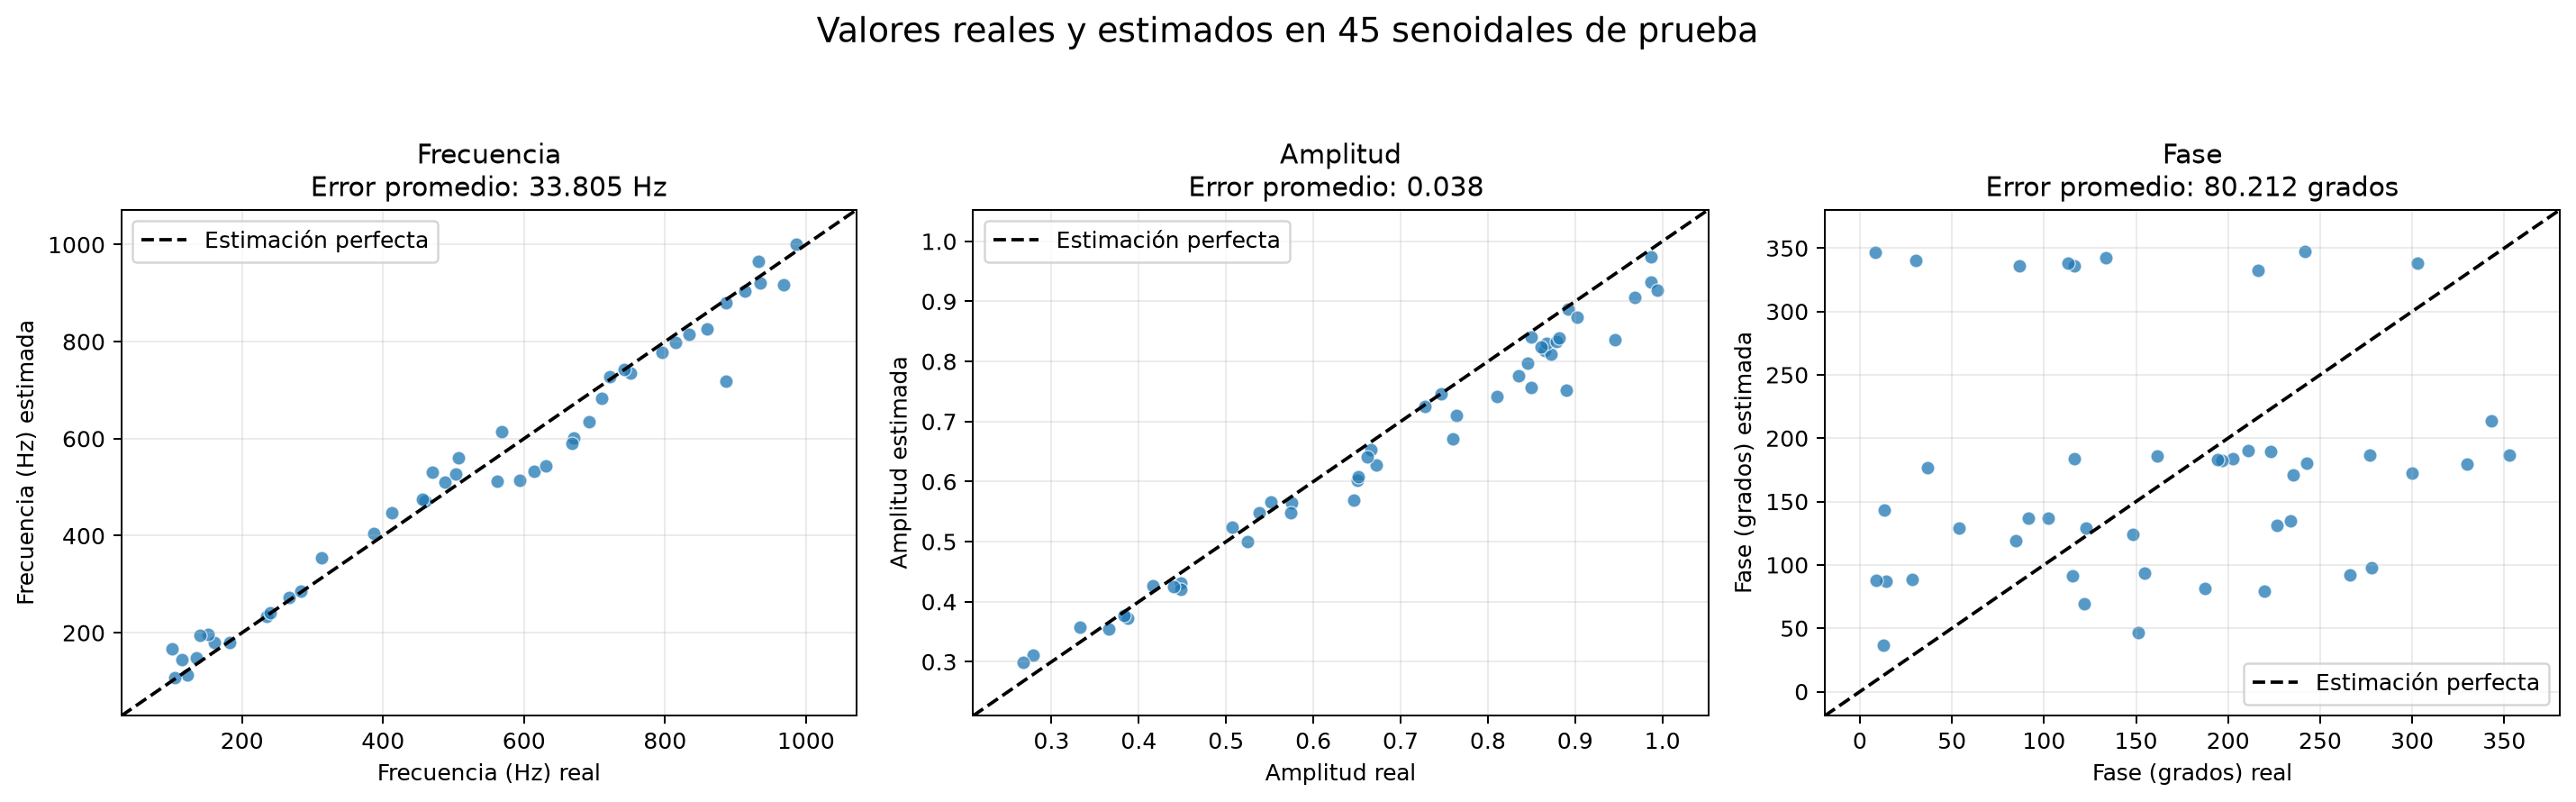 Valores reales y estimados en 45 senoidales de prueba
Frecuencia
Error promedio: 33.805 Hz
Estimación perfecta
1000
800
600
400
200
Frecuencia (Hz) estimada
200 400 600 800 1000
Frecuencia (Hz) real
Amplitud
Error promedio: 0.038
Estimación perfecta
1.0
0.9
0.8
0.7
0.6
0.5
0.4
0.3
Amplitud estimada
0.3 0.4 0.5 0.6 0.7 0.8 0.9 1.0
Amplitud real
Fase
Error promedio: 80.212 grados
350
300
250
200
150
100
50
0
Fase (grados) estimada
Estimación perfecta
0 50 100 150 200 250 300 350
Fase (grados) real